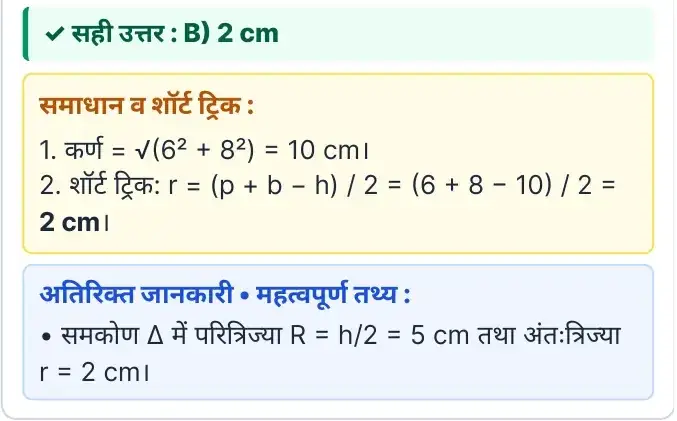 ✓ सही उत्तर : B) 2 cm
समाधान व शॉर्ट ट्रिक :
1. कर्ण = √(6² + 8²) = 10 cm।
2. शॉर्ट ट्रिक: r = (p + b − h) / 2 = (6 + 8 − 10) / 2 =
2 cm।
अतिरिक्त जानकारी • महत्वपूर्ण तथ्य :
• समकोण Δ में परित्रिज्या R = h/2 = 5 cm तथा अंतःत्रिज्या
r = 2 cm।